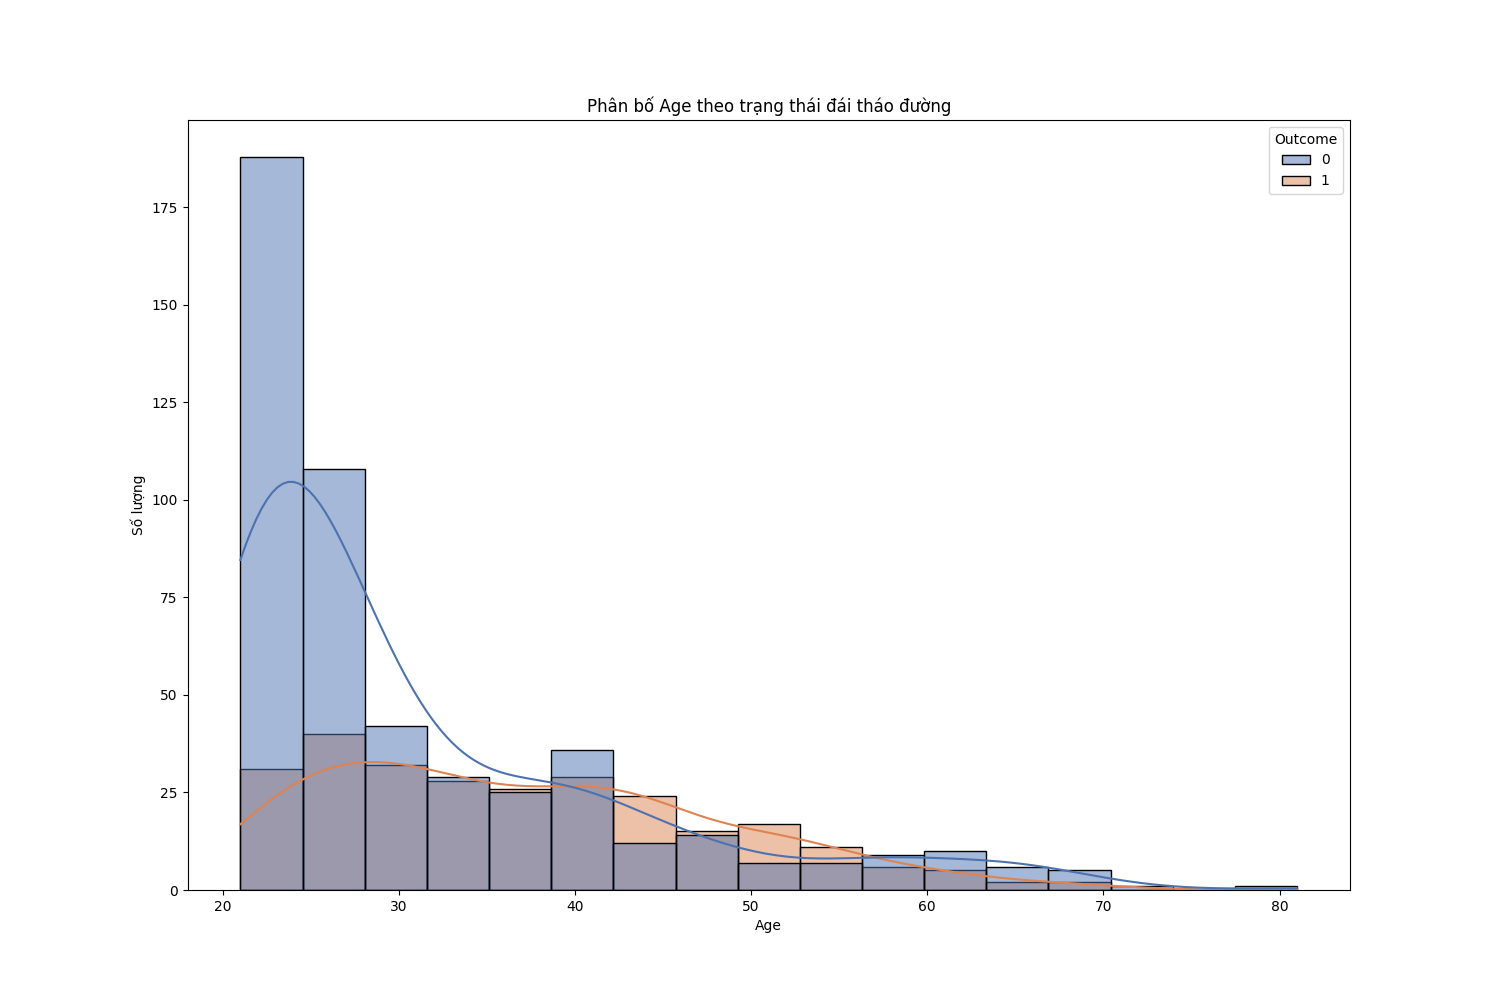 Phân bố Age theo trạng thái đái tháo đường
Outcome
0
1
175
150
125
100
75
50
25
0
Số lượng
20 30 40 50 60 70 80
Age